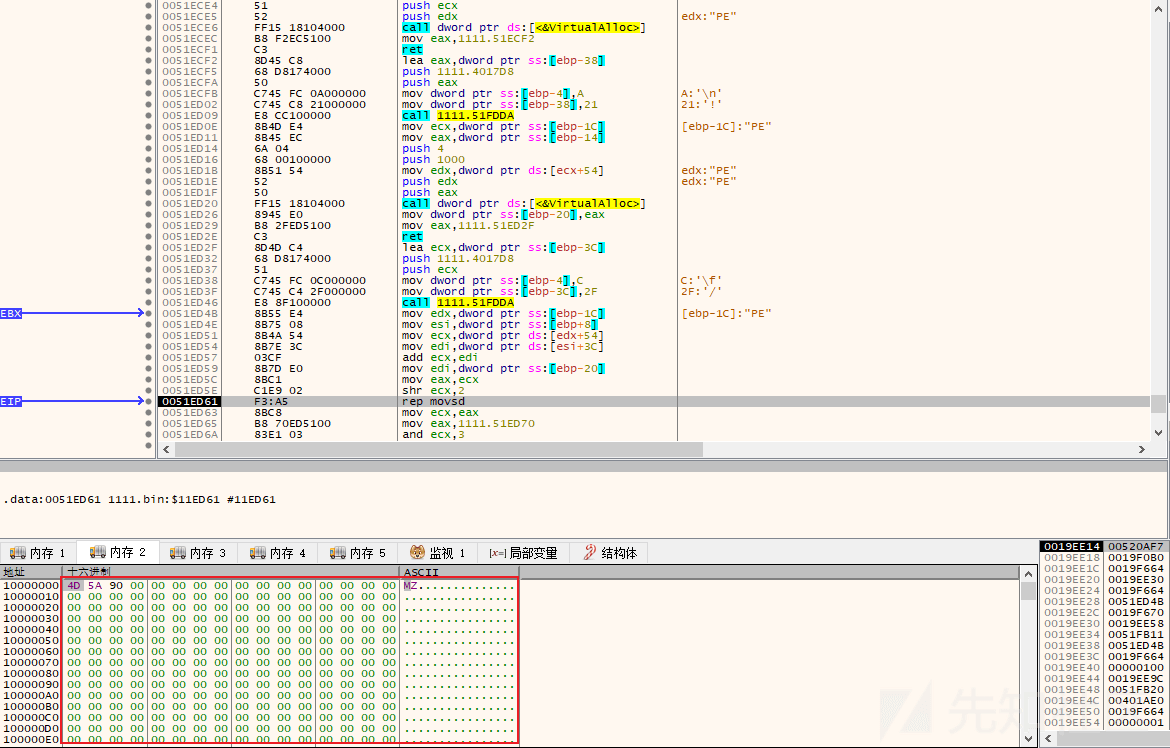 0051ECE4 51 push ecx
0051ECE5 52 push edx edx:"PE"
0051ECE6 FF15 18104000 call dword ptr ds:[<&VirtualAlloc>]
0051ECEC B8 F2EC5100 mov eax,1111.51ECF2
0051ECF1 C3 ret
0051ECF2 8D45 C8 lea eax,dword ptr ss:[ebp-38]
0051ECF5 68 D8174000 push 1111.4017D8
0051ECFA 50 push eax
0051ECFB C745 FC 0A000000 mov dword ptr ss:[ebp-4],A A:'\n'
0051ED02 C745 C8 21000000 mov dword ptr ss:[ebp-38],21 21:'!'
0051ED09 E8 CC100000 call 1111.51FDDA
0051ED0E 8B4D E4 mov ecx,dword ptr ss:[ebp-1C] [ebp-1C]:"PE"
0051ED11 8B45 EC mov eax,dword ptr ss:[ebp-14]
0051ED14 6A 04 push 4
0051ED16 68 00100000 push 1000
0051ED1B 8B51 54 mov edx,dword ptr ds:[ecx+54] edx:"PE"
0051ED1E 52 push edx edx:"PE"
0051ED1F 50 push eax
0051ED20 FF15 18104000 call dword ptr ds:[<&VirtualAlloc>]
0051ED26 8945 E0 mov dword ptr ss:[ebp-20],eax
0051ED29 B8 2FED5100 mov eax,1111.51ED2F
0051ED2E C3 ret
0051ED2F 8D4D C4 lea ecx,dword ptr ss:[ebp-3C]
0051ED32 68 D8174000 push 1111.4017D8
0051ED37 51 push ecx
0051ED38 C745 FC 0C000000 mov dword ptr ss:[ebp-4],C C:'\f'
0051ED3F C745 C4 2F000000 mov dword ptr ss:[ebp-3C],2F 2F:'/'
0051ED46 E8 8F100000 call 1111.51FDDA
EBX 0051ED4B 8B55 E4 mov edx,dword ptr ss:[ebp-1C] [ebp-1C]:"PE"
0051ED4E 8B75 08 mov esi,dword ptr ss:[ebp+8]
0051ED51 8B4A 54 mov ecx,dword ptr ds:[edx+54]
0051ED54 8B7E 3C mov edi,dword ptr ds:[esi+3C]
0051ED57 03CF add ecx,edi
0051ED59 8B7D E0 mov edi,dword ptr ss:[ebp-20]
0051ED5C 8BC1 mov eax,ecx
0051ED5E C1E9 02 shr ecx,2
EIP 0051ED61 F3:A5 rep movsd
0051ED63 8BC8 mov ecx,eax
0051ED65 B8 70ED5100 mov eax,1111.51ED70
0051ED6A 83E1 03 and ecx,3
.data:0051ED61 1111.bin:$11ED61 #11ED61
内存 1 内存 2 内存 3 内存 4 内存 5 监视 1 [x=] 局部变量 结构体
地址 十六进制 ASCII
10000000 4D 5A 90 00 00 00 00 00 00 00 00 00 00 00 00 00 MZ..............
10000010 00 00 00 00 00 00 00 00 00 00 00 00 00 00 00 00 ................
10000020 00 00 00 00 00 00 00 00 00 00 00 00 00 00 00 00 ................
10000030 00 00 00 00 00 00 00 00 00 00 00 00 00 00 00 00 ................
10000040 00 00 00 00 00 00 00 00 00 00 00 00 00 00 00 00 ................
10000050 00 00 00 00 00 00 00 00 00 00 00 00 00 00 00 00 ................
10000060 00 00 00 00 00 00 00 00 00 00 00 00 00 00 00 00 ................
10000070 00 00 00 00 00 00 00 00 00 00 00 00 00 00 00 00 ................
10000080 00 00 00 00 00 00 00 00 00 00 00 00 00 00 00 00 ................
10000090 00 00 00 00 00 00 00 00 00 00 00 00 00 00 00 00 ................
100000A0 00 00 00 00 00 00 00 00 00 00 00 00 00 00 00 00 ................
100000B0 00 00 00 00 00 00 00 00 00 00 00 00 00 00 00 00 ................
100000C0 00 00 00 00 00 00 00 00 00 00 00 00 00 00 00 00 ................
100000D0 00 00 00 00 00 00 00 00 00 00 00 00 00 00 00 00 ................
100000E0 00 00 00 00 00 00 00 00 00 00 00 00 00 00 00 00 ................
0019EE14 00520AF7
0019EE18 0019F0B0
0019EE1C 0019F664
0019EE20 0019EE30
0019EE24 0019F664
0019EE28 0051ED4B
0019EE2C 0019F670
0019EE30 0019EE58
0019EE34 0051FB11
0019EE38 0051ED4B
0019EE3C 0019F664
0019EE40 00000100
0019EE44 0019EE9C
0019EE48 0051FB20
0019EE4C 00401AE0
0019EE50 0019F664
0019EE54 00000001
先知